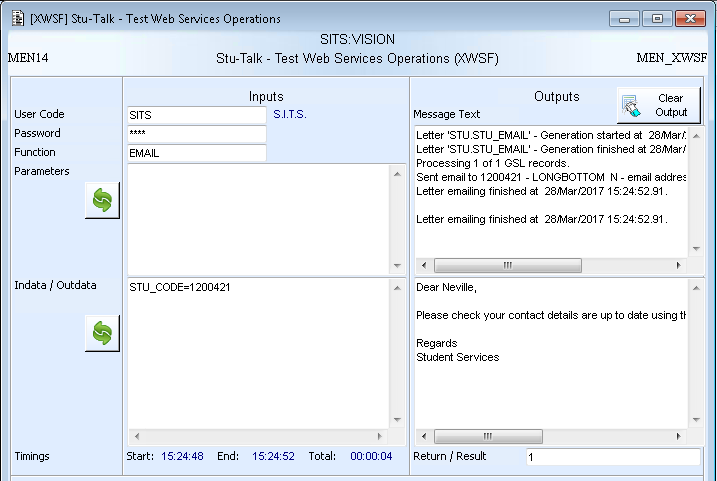 [XWSF] Stu-Talk - Test Web Services Operations
SITS:VISION
MEN14 Stu-Talk - Test Web Services Operations (XWSF) MEN_XWSF
Inputs
Outputs
Clear Output
User Code SITS S.I.T.S.
Password ****
Function EMAIL
Parameters
Message Text
Letter 'STU.STU_EMAIL' - Generation started at 28/Mar/
Letter 'STU.STU_EMAIL' - Generation finished at 28/Mar/
Processing 1 of 1 GSL records.
Sent email to 1200421 - LONGBOTTOM N - email addres
Letter emailing finished at 28/Mar/2017 15:24:52.91.
Letter emailing finished at 28/Mar/2017 15:24:52.91.
Indata / Outdata
STU_CODE=1200421
Dear Neville,
Please check your contact details are up to date using th
Regards
Student Services
Timings Start: 15:24:48 End: 15:24:52 Total: 00:00:04
Return / Result 1